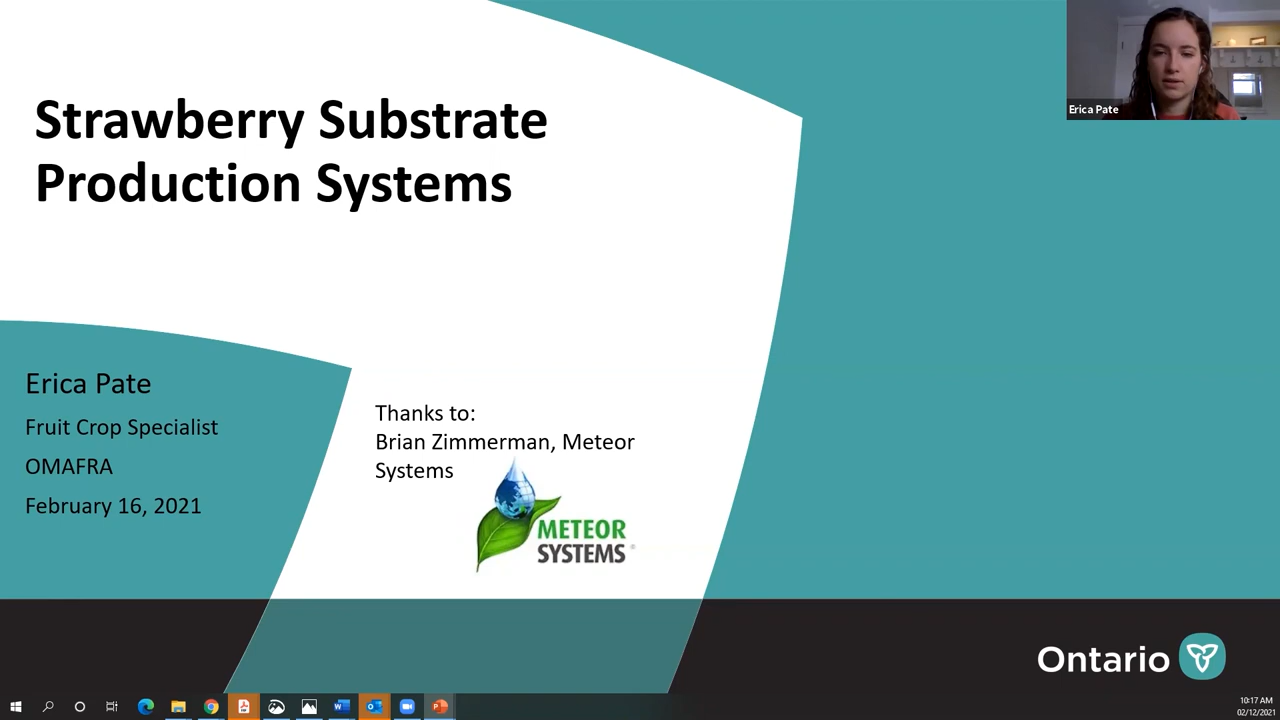 Strawberry Substrate
Production Systems
Erica Pate
Erica Pate
Fruit Crop Specialist
OMAFRA
February 16, 2021
Thanks to:
Brian Zimmerman, Meteor
Systems
METEOR
SYSTEMS
Ontario
10:17 AM
02/12/2021